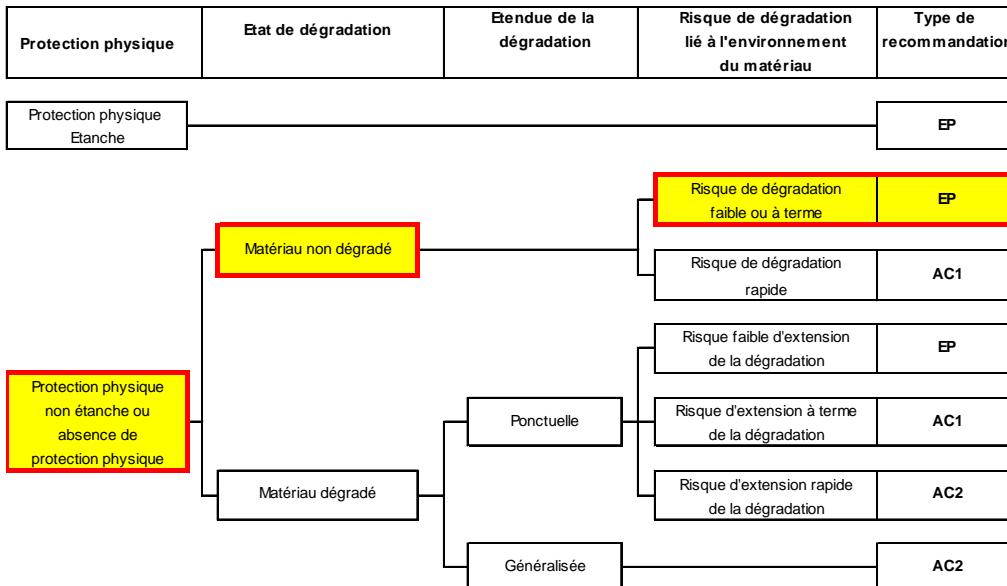 Protection physique
Etat de dégradation
Etendue de la
dégradation
Risque de dégradation
lié à l'environnement
du matériau
Type de
recommandation
Protection physique
Etanche
EP
Risque de dégradation
faible ou à terme
EP
Matériau non dégradé
Risque de dégradation
rapide
AC1
Risque faible d'extension
de la dégradation
EP
Protection physique
non étanche ou
absence de
protection physique
Ponctuelle
Risque d'extension à terme
de la dégradation
AC1
Matériau dégradé
Risque d'extension rapide
de la dégradation
AC2
Généralisée
AC2